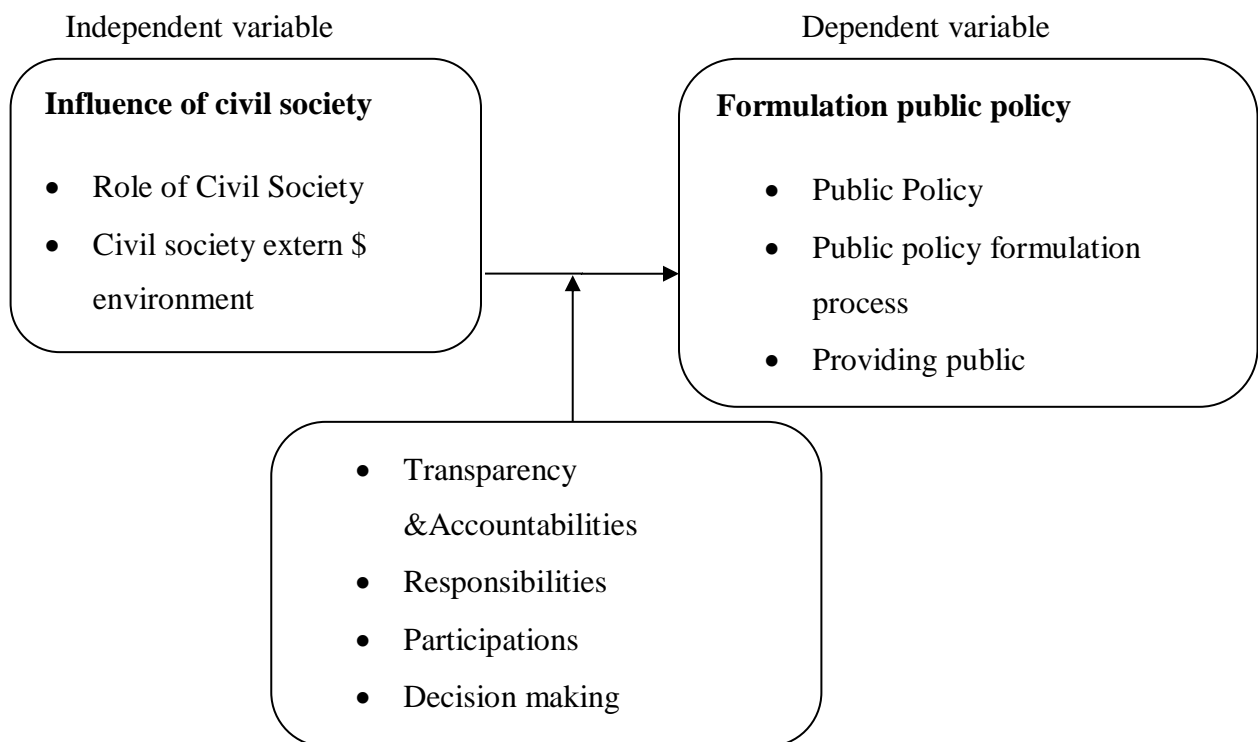 Independent variable
Dependent variable
Influence of civil society
• Role of Civil Society
• Civil society extern $
environment
Formulation public policy
• Public Policy
• Public policy formulation
process
• Providing public
• Transparency
&Accountabilities
• Responsibilities
• Participations
• Decision making